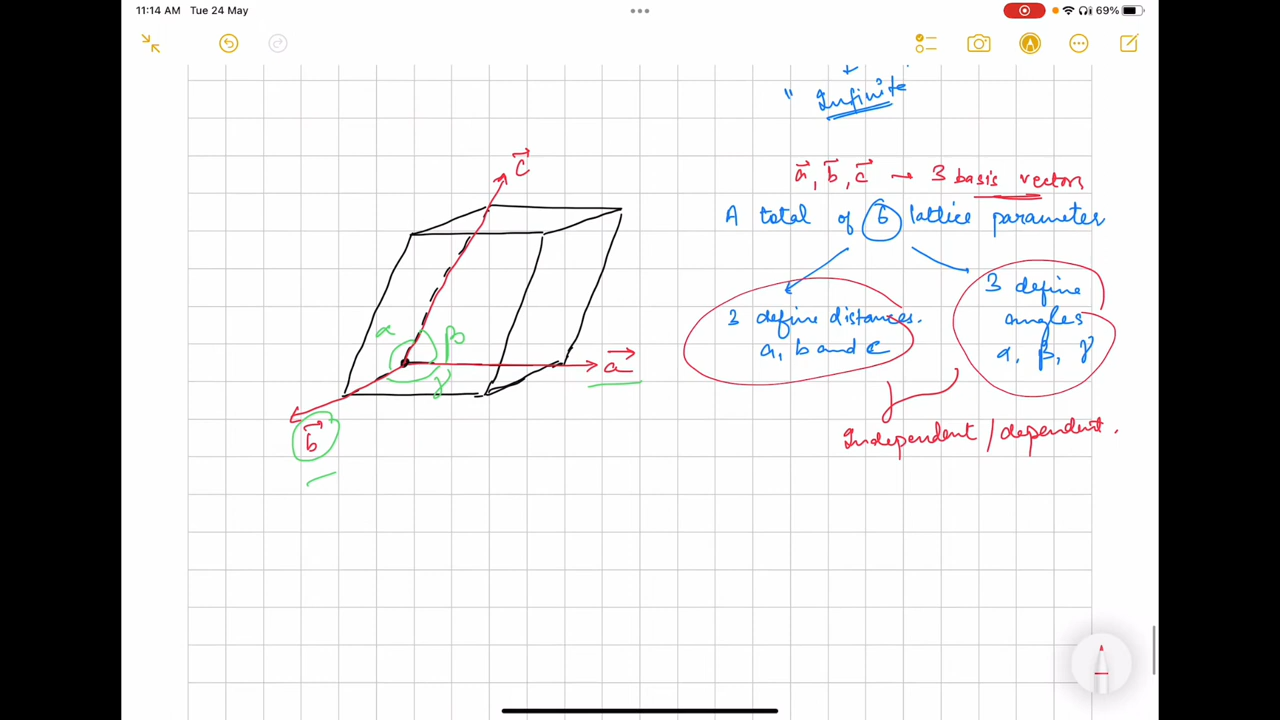 11:14 AM Tue 24 May
69%
" Infinite
a⃗, b⃗, c⃗ → 3 basis vectors
A total of 6 lattice parameter
3 define distances.
a, b and c
3 define
angles
α, β, γ
Independent / dependent.
c⃗
α
β
γ
a⃗
b⃗